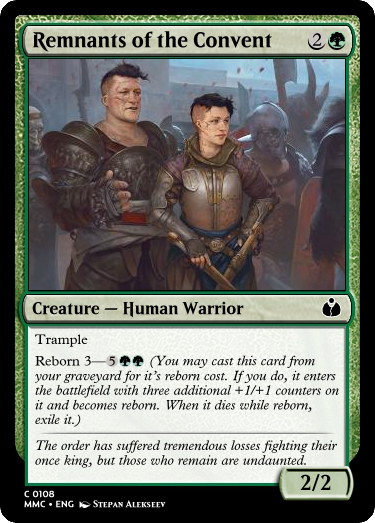 Remnants of the Convent 2
Creature — Human Warrior
Trample
Reborn 3—5 (You may cast this card from
your graveyard for it's reborn cost. If you do, it enters
the battlefield with three additional +1/+1 counters on
it and becomes reborn. When it dies while reborn,
exile it.)
The order has suffered tremendous losses fighting their
once king, but those who remain are undaunted.
2/2
C 0108
MMC • ENG Stepan Alekseev